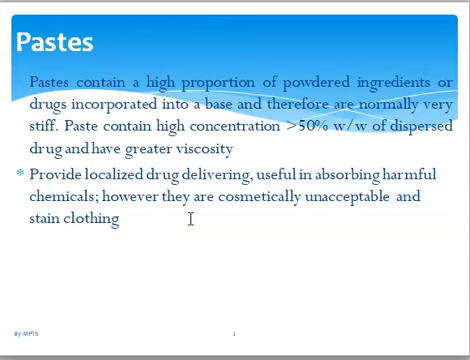 Pastes
Pastes contain a high proportion of powdered ingredients or
drugs incorporated into a base and therefore are normally very
stiff. Paste contain high concentration >50% w/w of dispersed
drug and have greater viscosity
* Provide localized drug delivering, useful in absorbing harmful
chemicals; however they are cosmetically unacceptable and
stain clothing
By MPTS
2